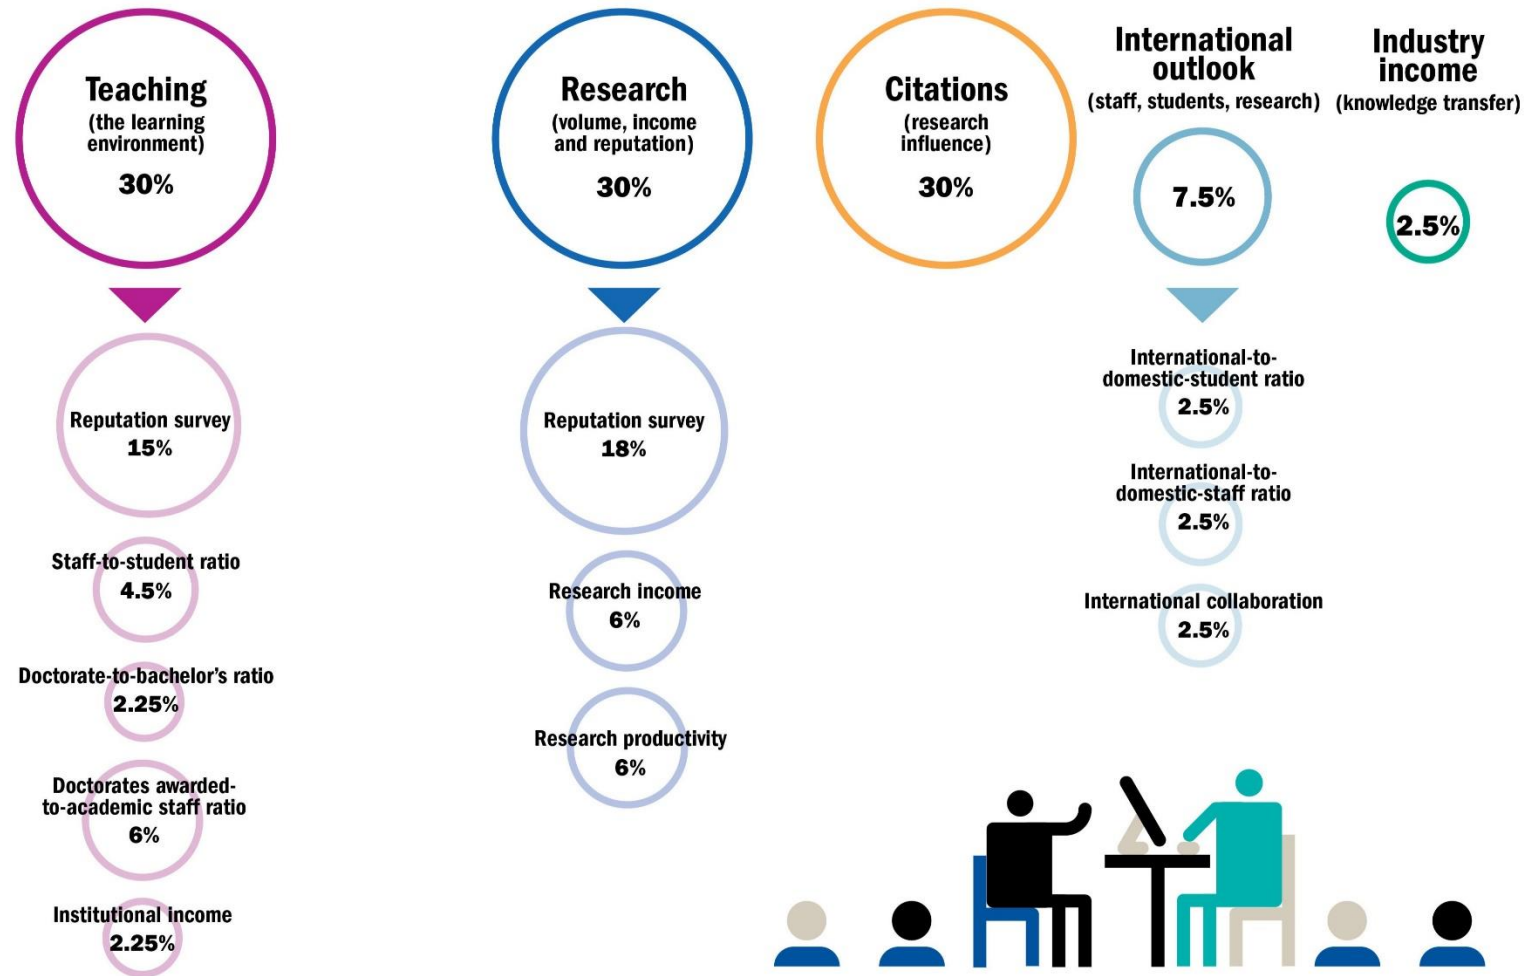 Teaching
(the learning
environment)
30%
Reputation survey
15%
Staff-to-student ratio
4.5%
Doctorate-to-bachelor’s ratio
2.25%
Doctorates awarded-
to-academic staff ratio
6%
Institutional income
2.25%
Research
(volume, income
and reputation)
30%
Reputation survey
18%
Research income
6%
Research productivity
6%
Citations
(research
influence)
30%
International
outlook
(staff, students, research)
7.5%
International-to-
domestic-student ratio
2.5%
International-to-
domestic-staff ratio
2.5%
International collaboration
2.5%
Industry
income
(knowledge transfer)
2.5%